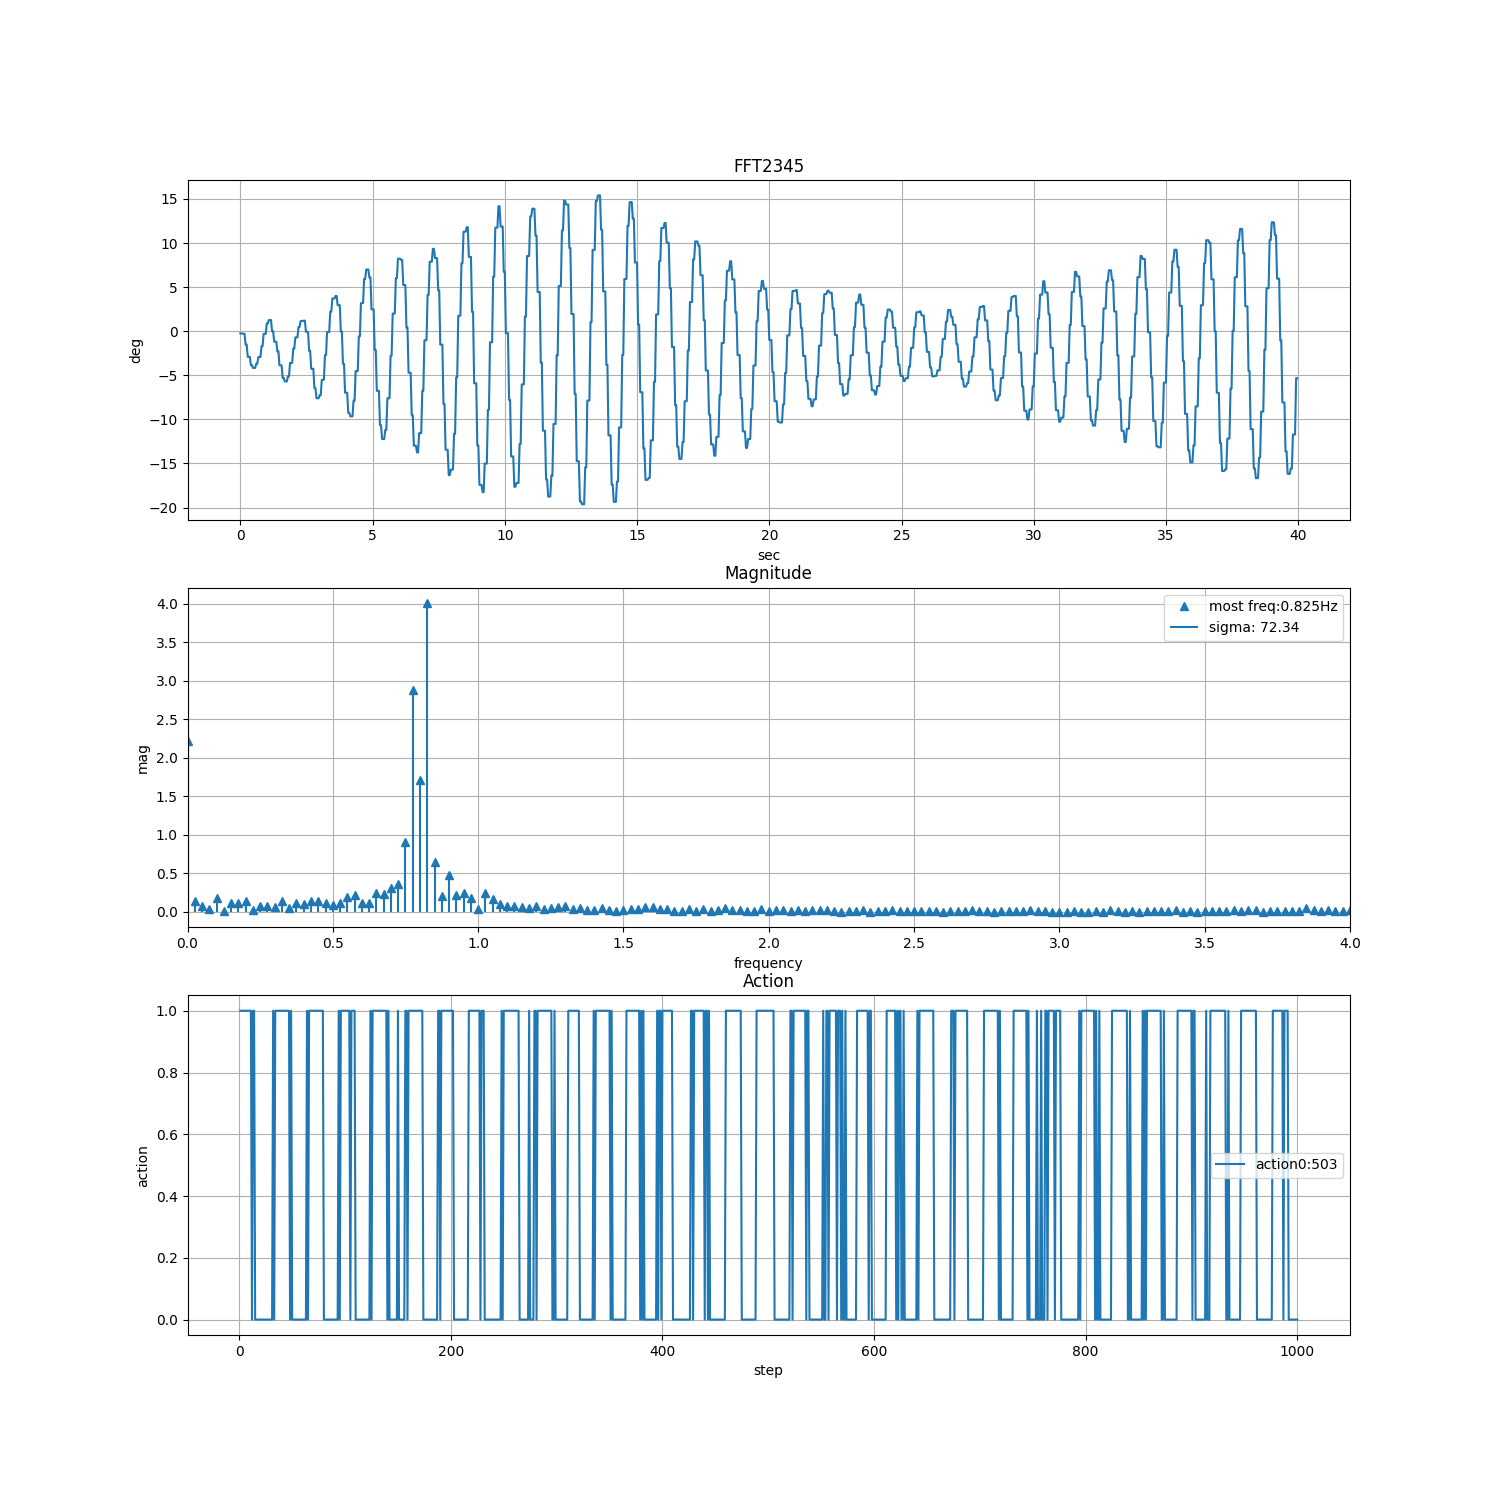 FFT2345
15
10
5
0
−5
−10
−15
−20
deg
0 5 10 15 20 25 30 35 40
sec
Magnitude
4.0
3.5
3.0
2.5
2.0
1.5
1.0
0.5
0.0
mag
most freq:0.825Hz
sigma: 72.34
0.0 0.5 1.0 1.5 2.0 2.5 3.0 3.5 4.0
frequency
Action
1.0
0.8
0.6
0.4
0.2
0.0
action
action0:503
0 200 400 600 800 1000
step